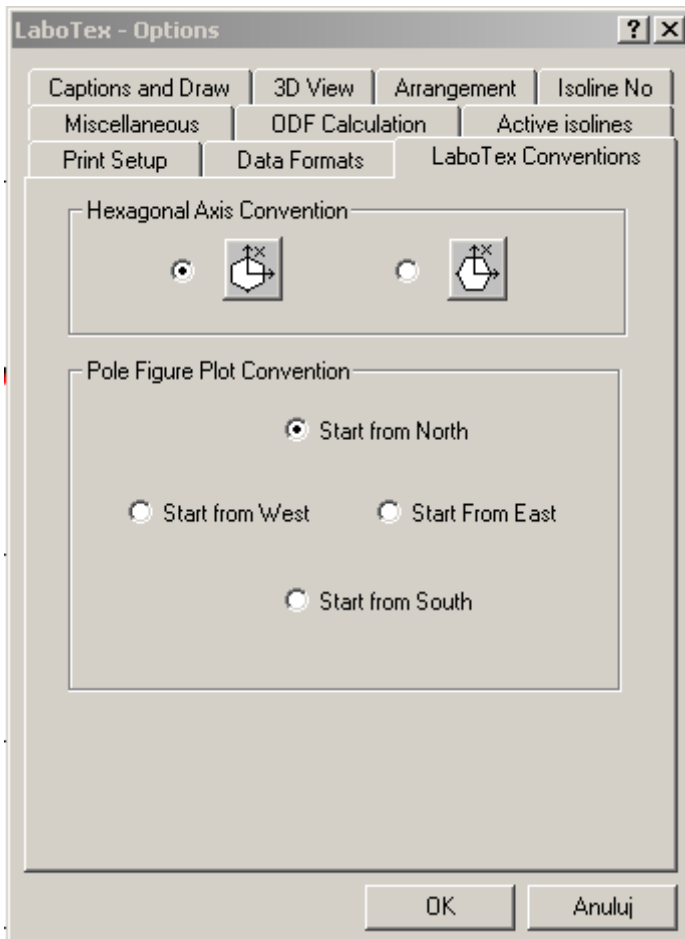 LaboTex - Options
Captions and Draw 3D View Arrangement Isoline No
Miscellaneous ODF Calculation Active isolines
Print Setup Data Formats LaboTex Conventions
Hexagonal Axis Convention
X X
Pole Figure Plot Convention
Start from North
Start from West Start From East
Start from South
OK Anuluj